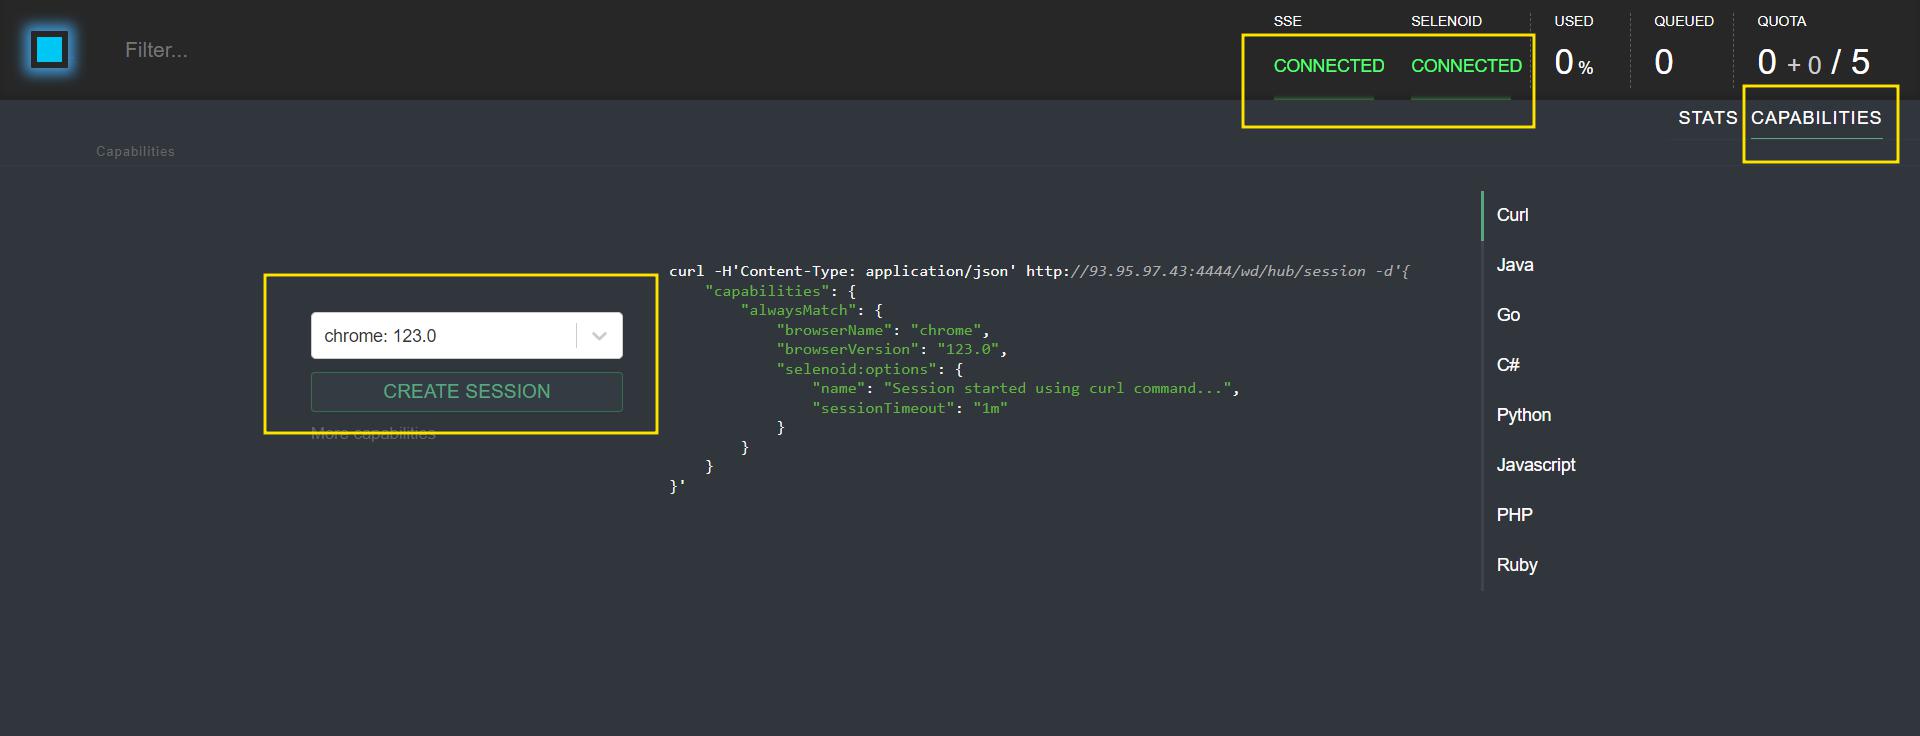 Filter...
SSE
CONNECTED
SELENOID
CONNECTED
USED
0 %
QUEUED
0
QUOTA
0 + 0 / 5
STATS
CAPABILITIES
Capabilities
chrome: 123.0
CREATE SESSION
More capabilities
curl -H'Content-Type: application/json' http://93.95.97.43:4444/wd/hub/session -d'{
    "capabilities": {
        "alwaysMatch": {
            "browserName": "chrome",
            "browserVersion": "123.0",
            "selenoid:options": {
                "name": "Session started using curl command...",
                "sessionTimeout": "1m"
            }
        }
    }
}'
Curl
Java
Go
C#
Python
Javascript
PHP
Ruby